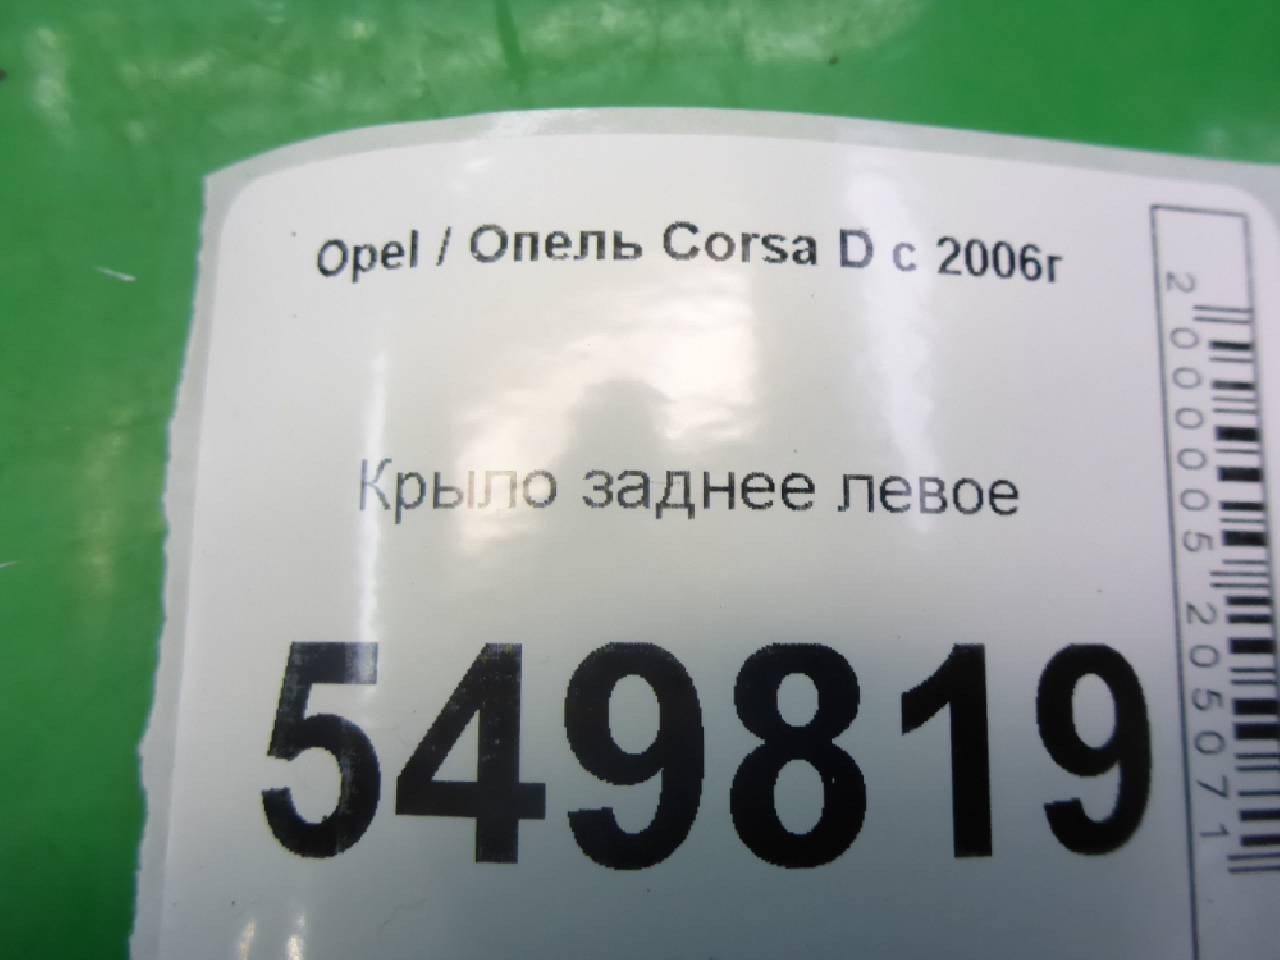 Opel / Опель Corsa D с 2006г
Крыло заднее левое
549819
2000005205071